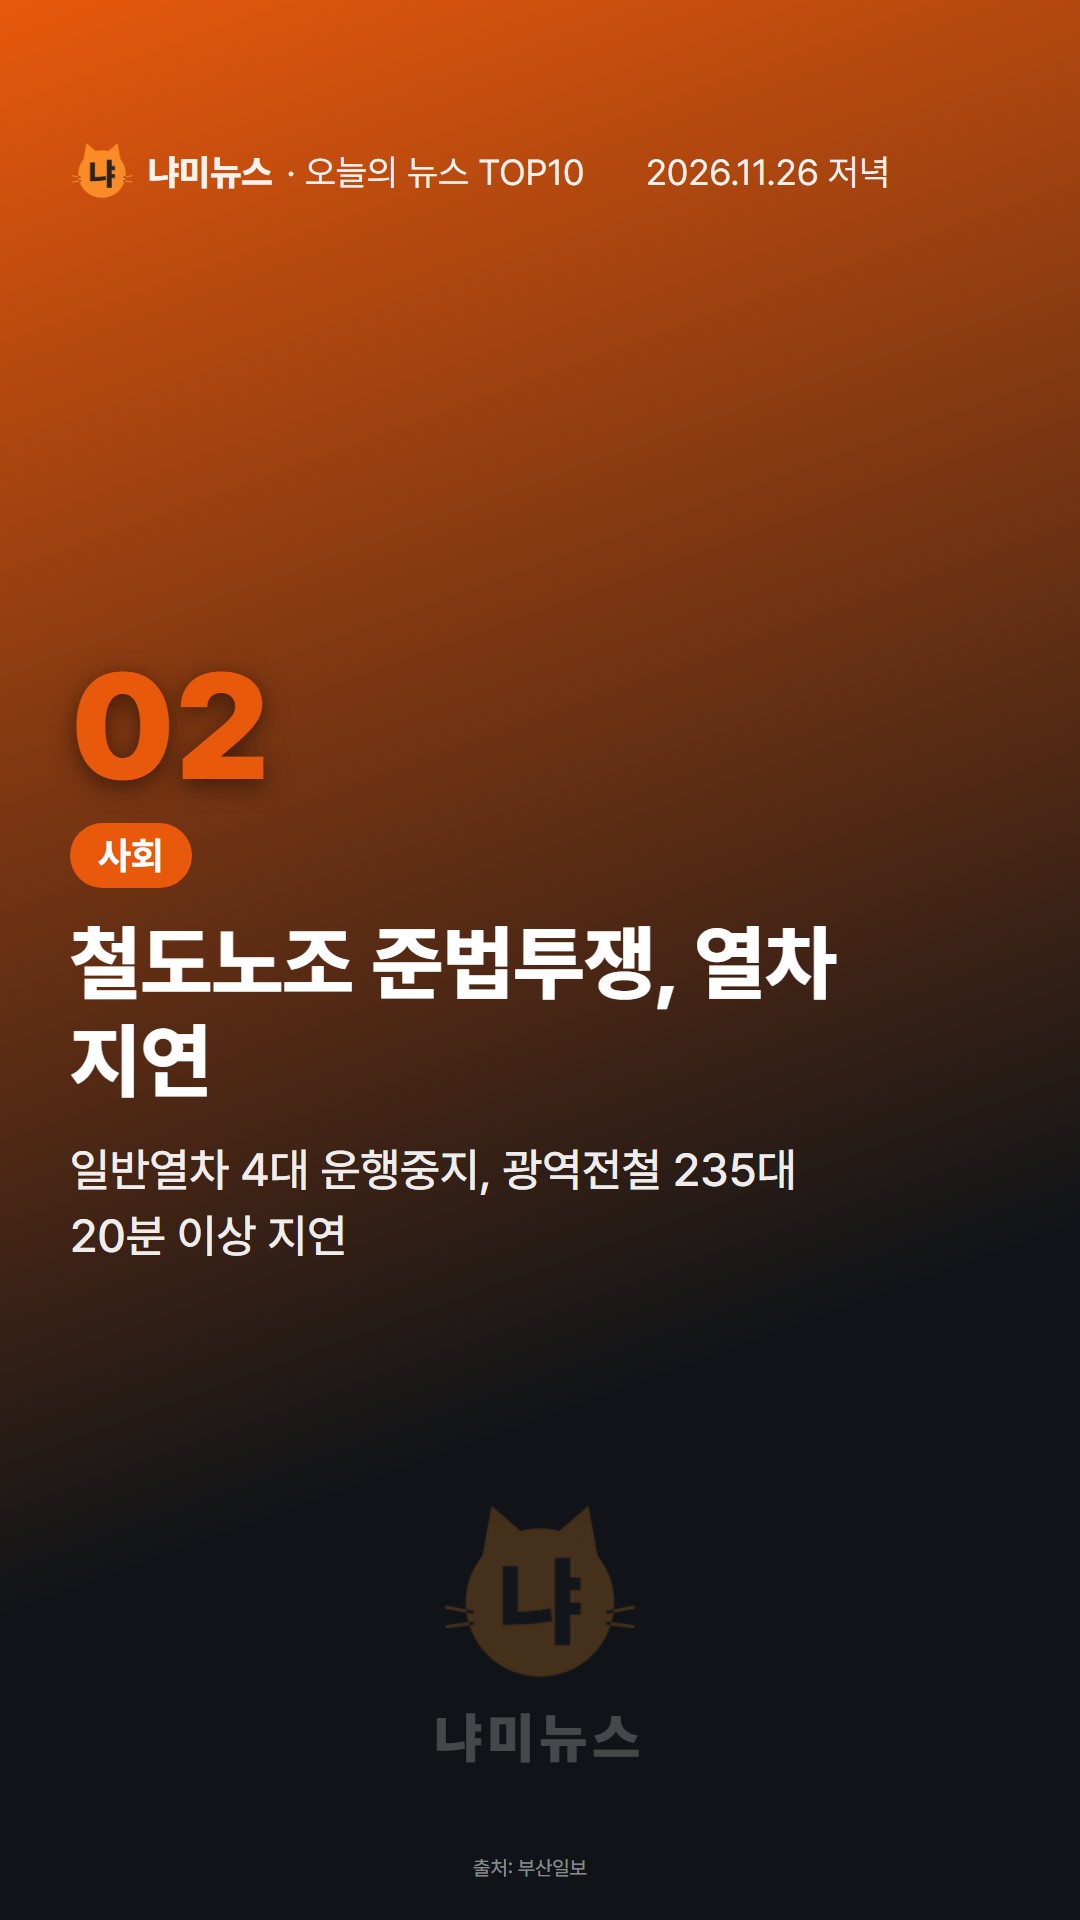 냐 냐미뉴스 · 오늘의 뉴스 TOP10 2026.11.26 저녁
02
사회
철도노조 준법투쟁, 열차
지연
일반열차 4대 운행중지, 광역전철 235대
20분 이상 지연
냐
냐미뉴스
출처: 부산일보